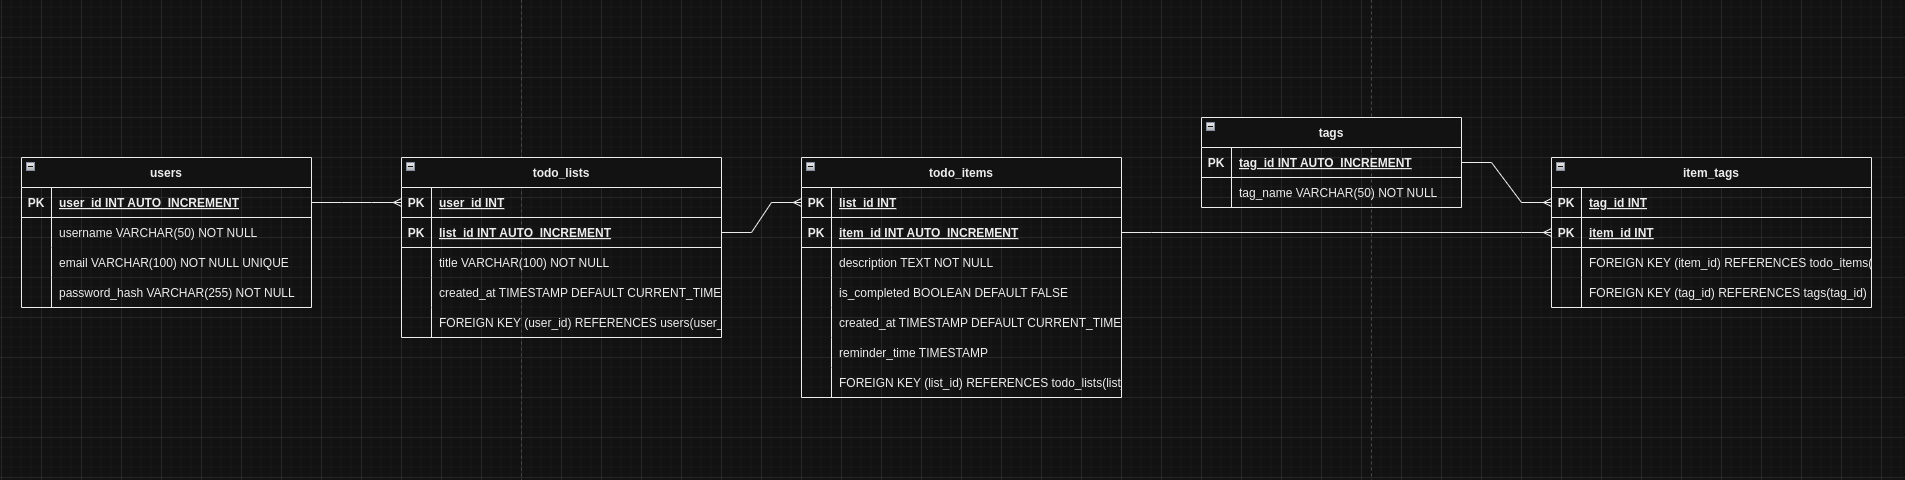 users
PK user_id INT AUTO_INCREMENT
username VARCHAR(50) NOT NULL
email VARCHAR(100) NOT NULL UNIQUE
password_hash VARCHAR(255) NOT NULL
todo_lists
PK user_id INT
PK list_id INT AUTO_INCREMENT
title VARCHAR(100) NOT NULL
created_at TIMESTAMP DEFAULT CURRENT_TIME
FOREIGN KEY (user_id) REFERENCES users(user_
todo_items
PK list_id INT
PK item_id INT AUTO_INCREMENT
description TEXT NOT NULL
is_completed BOOLEAN DEFAULT FALSE
created_at TIMESTAMP DEFAULT CURRENT_TIME
reminder_time TIMESTAMP
FOREIGN KEY (list_id) REFERENCES todo_lists(list
tags
PK tag_id INT AUTO_INCREMENT
tag_name VARCHAR(50) NOT NULL
item_tags
PK tag_id INT
PK item_id INT
FOREIGN KEY (item_id) REFERENCES todo_items(
FOREIGN KEY (tag_id) REFERENCES tags(tag_id)